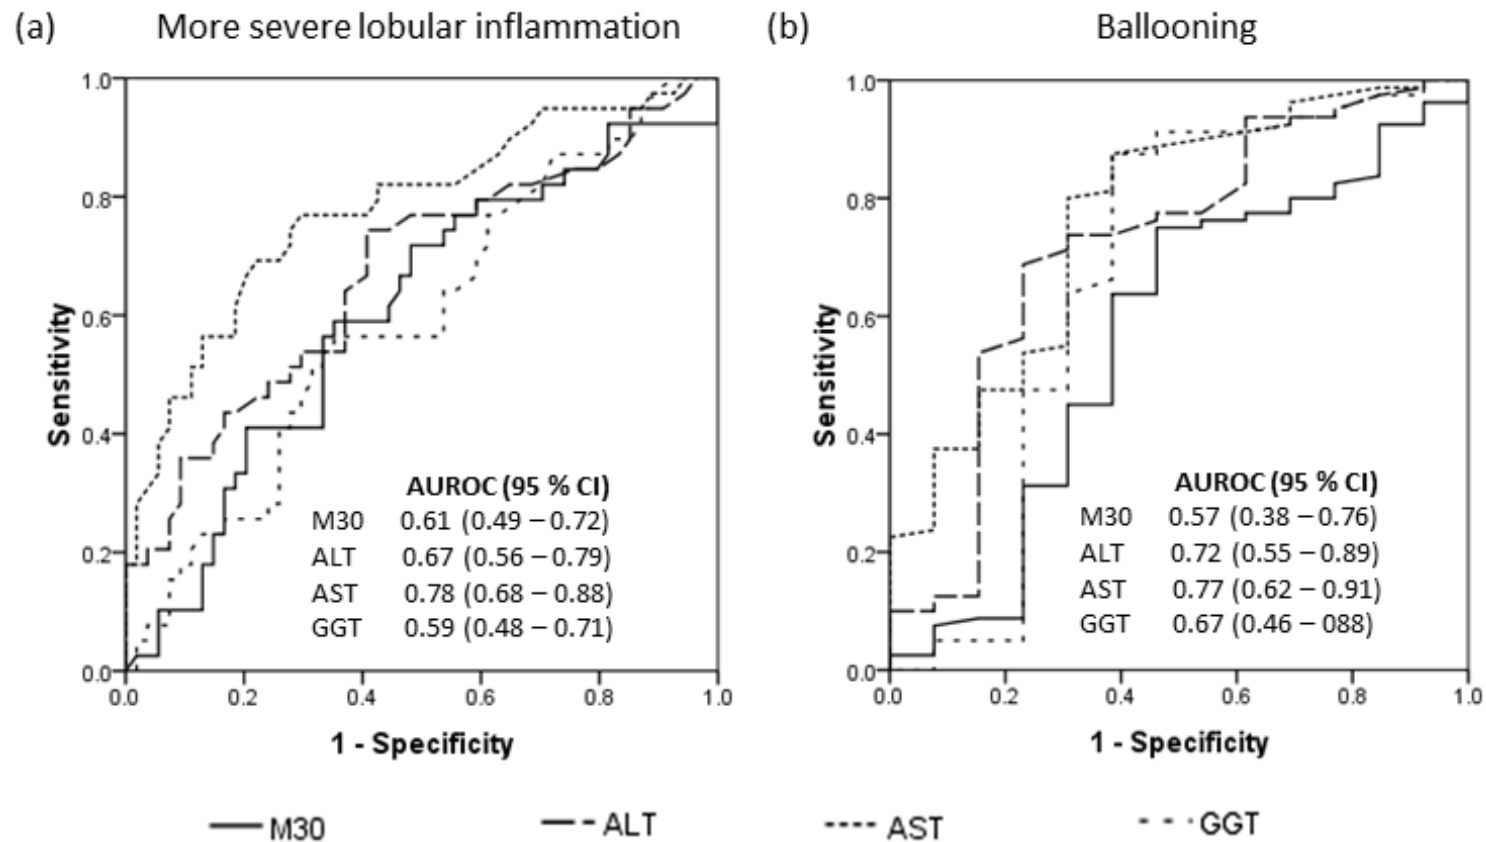 (a) More severe lobular inflammation
1.0
0.8
0.6
0.4
0.2
0.0
Sensitivity
AUROC (95 % CI)
M30 0.61 (0.49 – 0.72)
ALT 0.67 (0.56 – 0.79)
AST 0.78 (0.68 – 0.88)
GGT 0.59 (0.48 – 0.71)
0.0 0.2 0.4 0.6 0.8 1.0
1 - Specificity
(b) Ballooning
1.0
0.8
0.6
0.4
0.2
0.0
Sensitivity
AUROC (95 % CI)
M30 0.57 (0.38 – 0.76)
ALT 0.72 (0.55 – 0.89)
AST 0.77 (0.62 – 0.91)
GGT 0.67 (0.46 – 088)
0.0 0.2 0.4 0.6 0.8 1.0
1 - Specificity
M30 ALT AST GGT